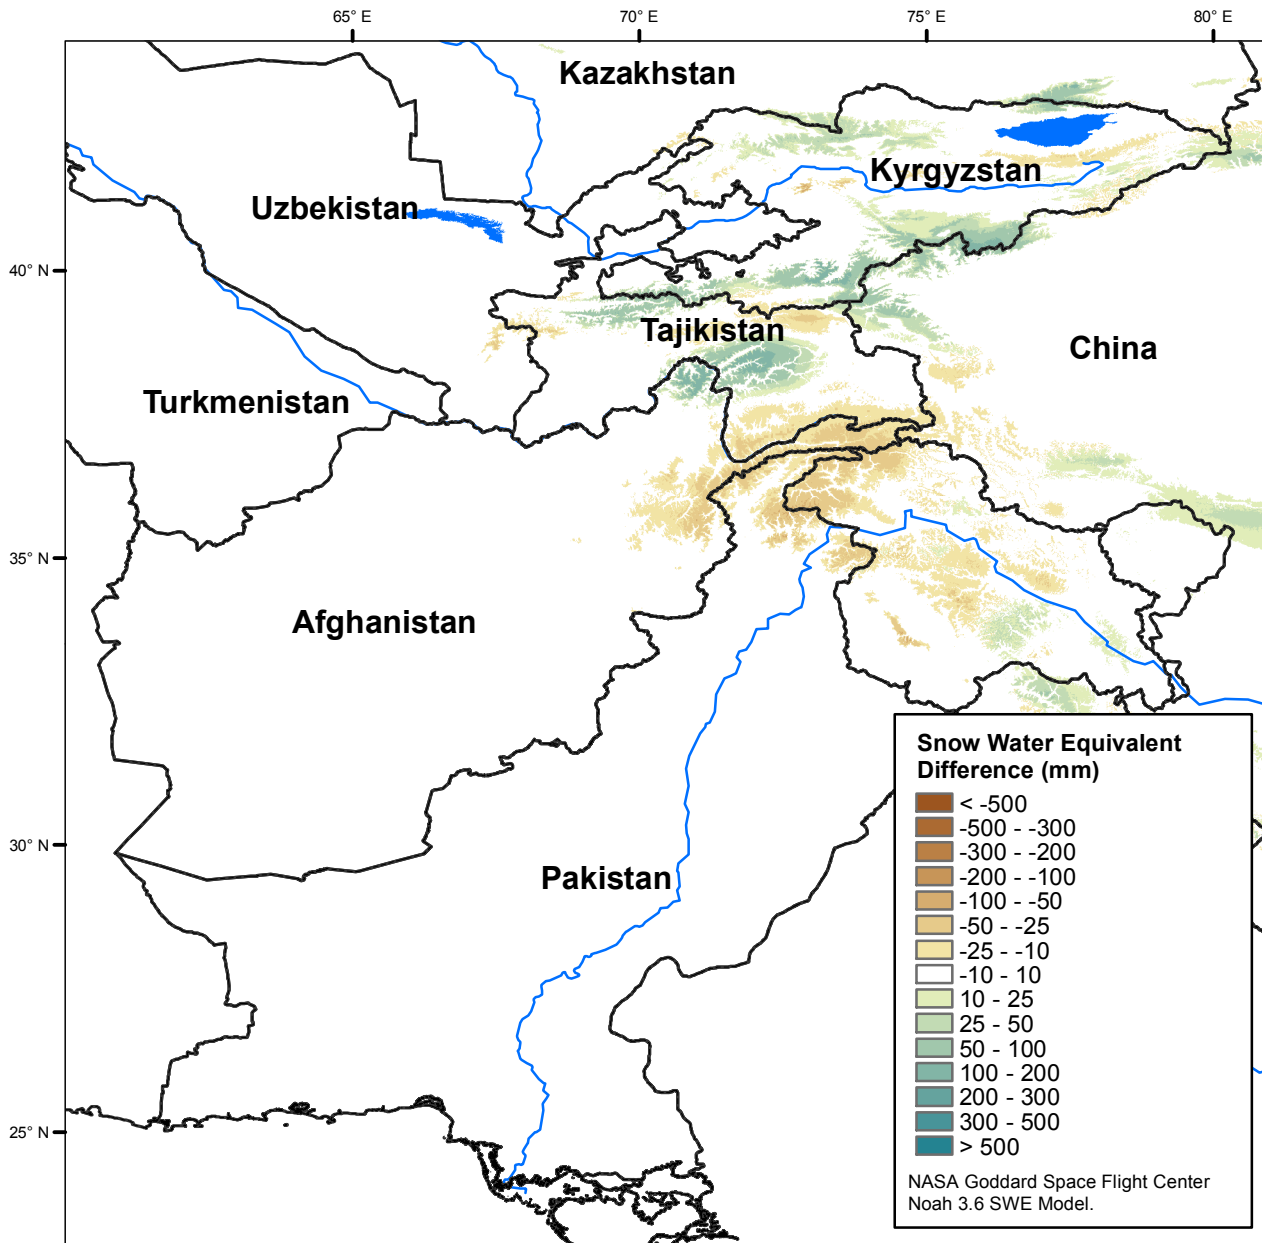 65° E
70° E
75° E
80° E
Kazakhstan
Kyrgyzstan
Uzbekistan
40° N
Tajikistan
China
Turkmenistan
35° N
Afghanistan
30° N
Pakistan
25° N
Snow Water Equivalent
Difference (mm)
< -500
-500 - -300
-300 - -200
-200 - -100
-100 - -50
-50 - -25
-25 - -10
-10 - 10
10 - 25
25 - 50
50 - 100
100 - 200
200 - 300
300 - 500
> 500
NASA Goddard Space Flight Center
Noah 3.6 SWE Model.